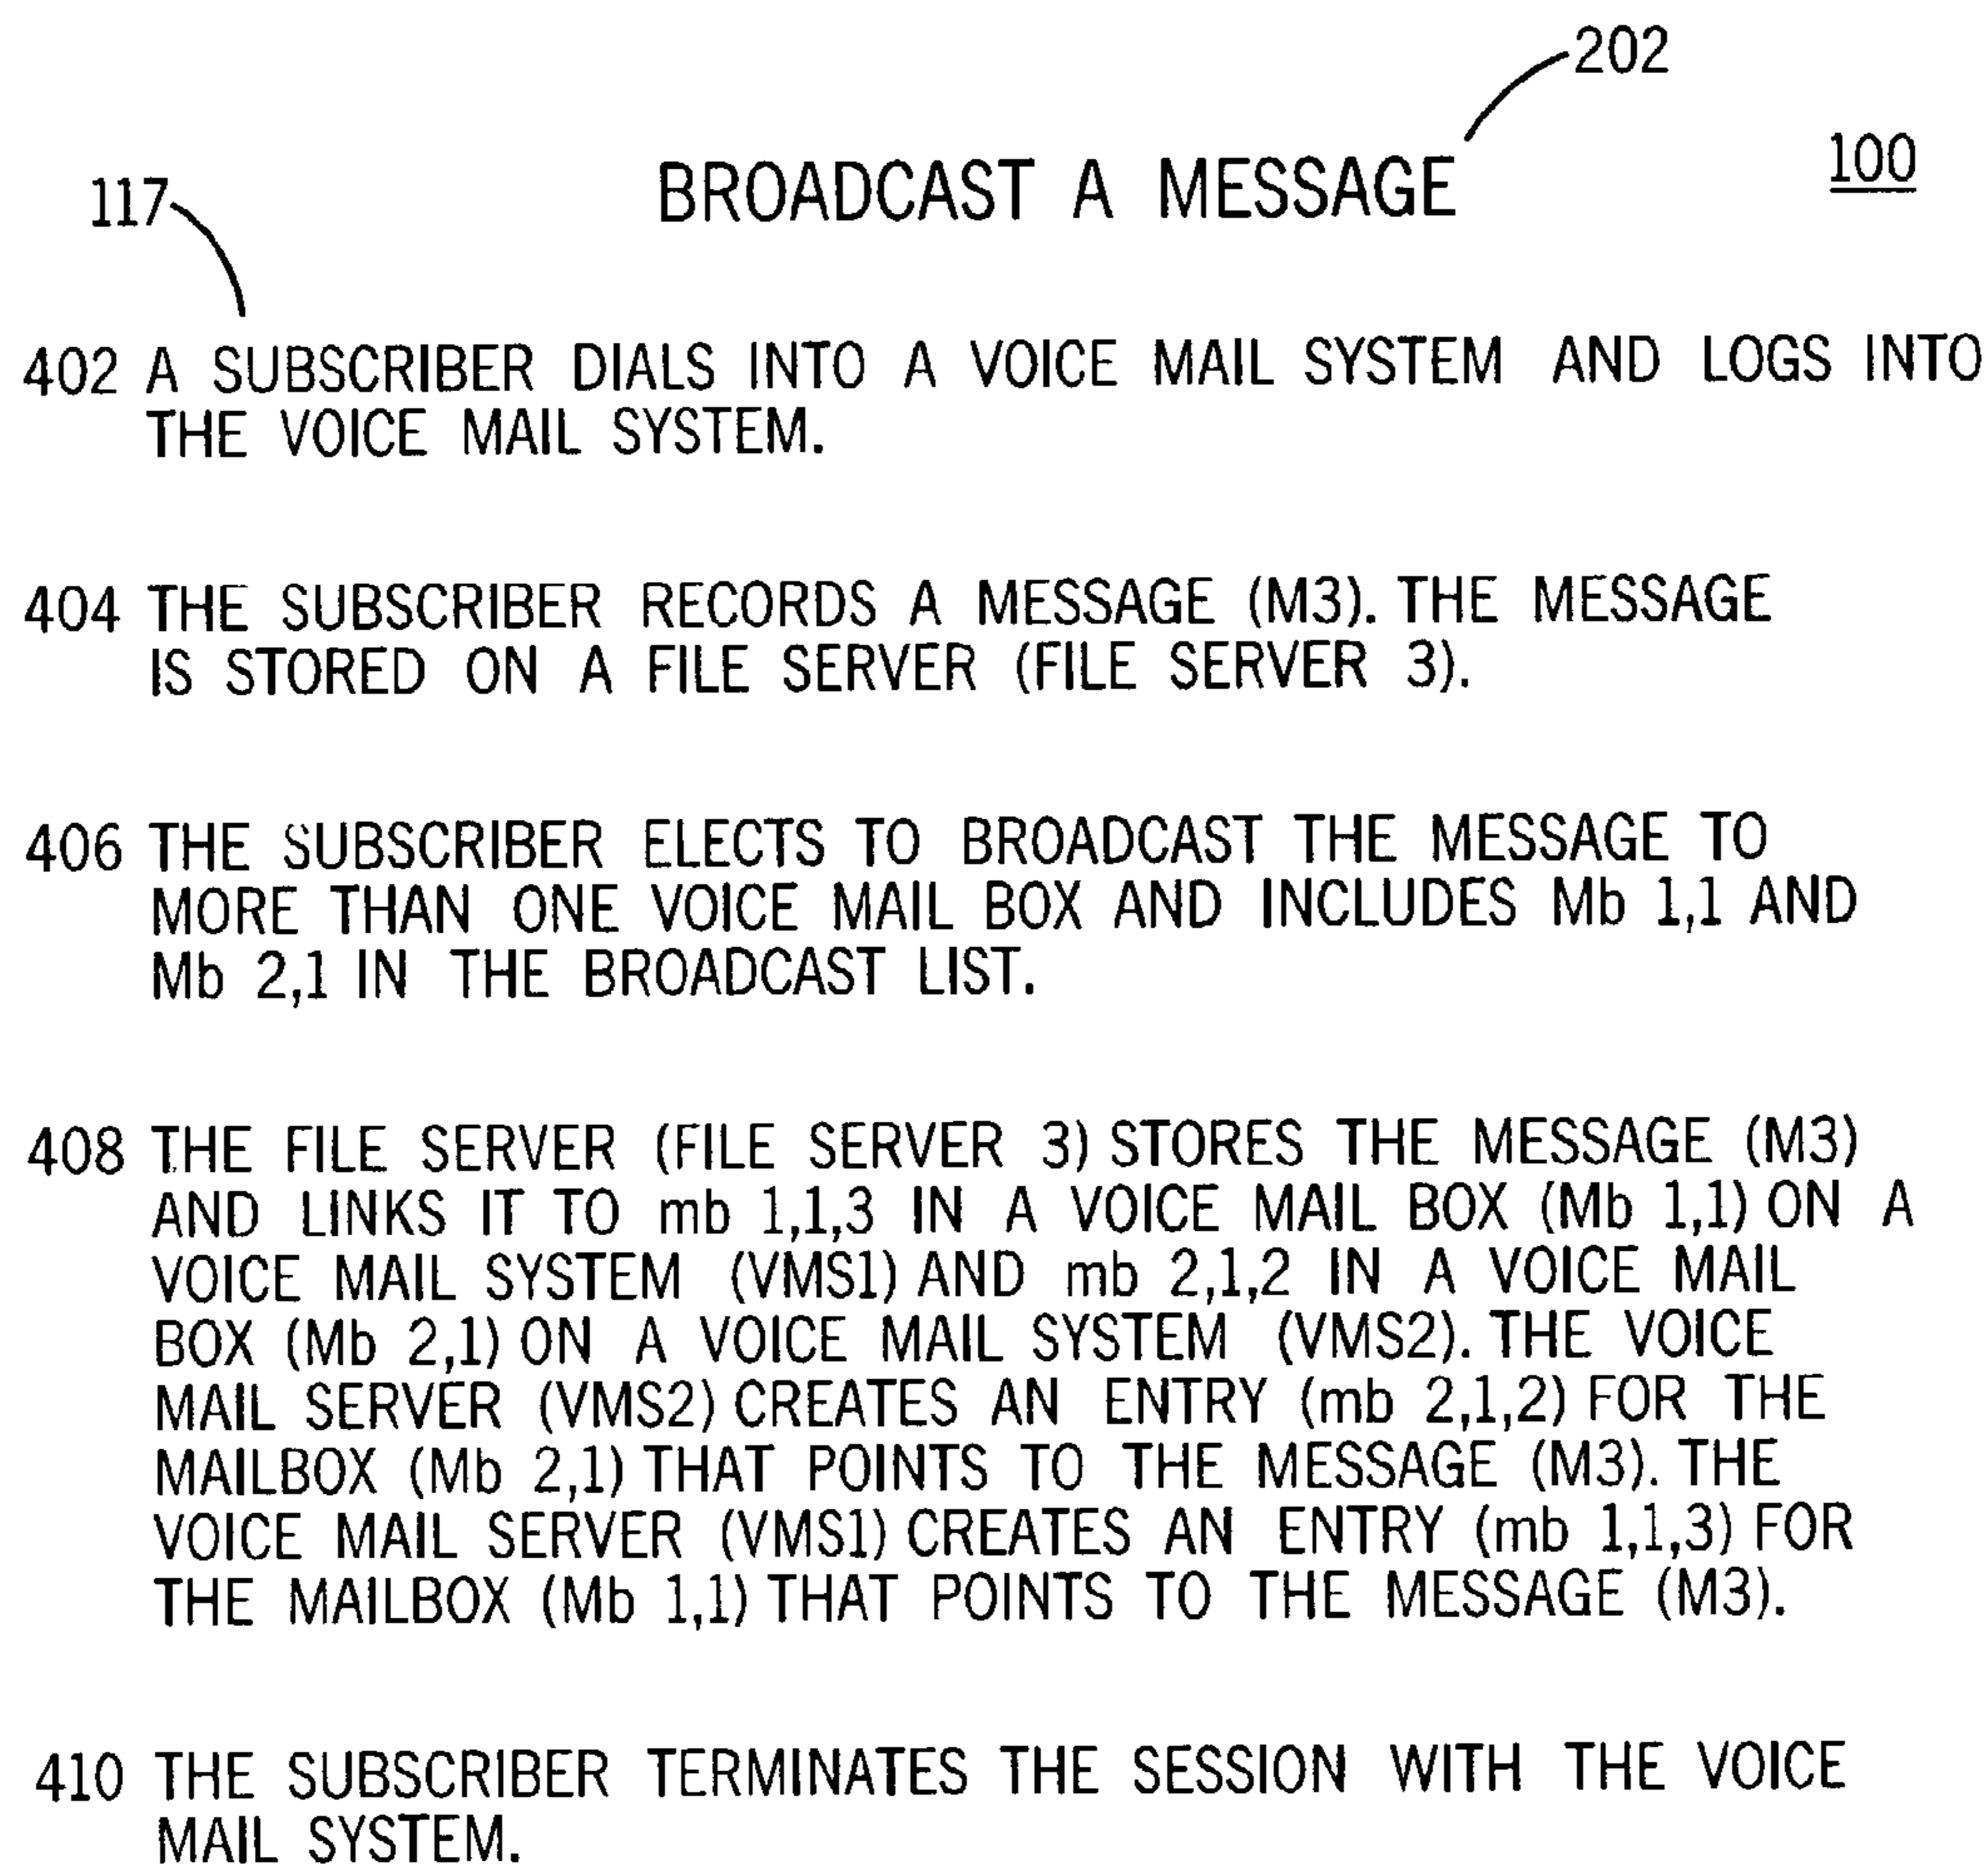 202
BROADCAST A MESSAGE
100
117
402 A SUBSCRIBER DIALS INTO A VOICE MAIL SYSTEM AND LOGS INTO
THE VOICE MAIL SYSTEM.
404 THE SUBSCRIBER RECORDS A MESSAGE (M3). THE MESSAGE
IS STORED ON A FILE SERVER (FILE SERVER 3).
406 THE SUBSCRIBER ELECTS TO BROADCAST THE MESSAGE TO
MORE THAN ONE VOICE MAIL BOX AND INCLUDES Mb 1,1 AND
Mb 2,1 IN THE BROADCAST LIST.
408 THE FILE SERVER (FILE SERVER 3) STORES THE MESSAGE (M3)
AND LINKS IT TO mb 1,1,3 IN A VOICE MAIL BOX (Mb 1,1) ON A
VOICE MAIL SYSTEM (VMS1) AND mb 2,1,2 IN A VOICE MAIL
BOX (Mb 2,1) ON A VOICE MAIL SYSTEM (VMS2). THE VOICE
MAIL SERVER (VMS2) CREATES AN ENTRY (mb 2,1,2) FOR THE
MAILBOX (Mb 2,1) THAT POINTS TO THE MESSAGE (M3). THE
VOICE MAIL SERVER (VMS1) CREATES AN ENTRY (mb 1,1,3) FOR
THE MAILBOX (Mb 1,1) THAT POINTS TO THE MESSAGE (M3).
410 THE SUBSCRIBER TERMINATES THE SESSION WITH THE VOICE
MAIL SYSTEM.